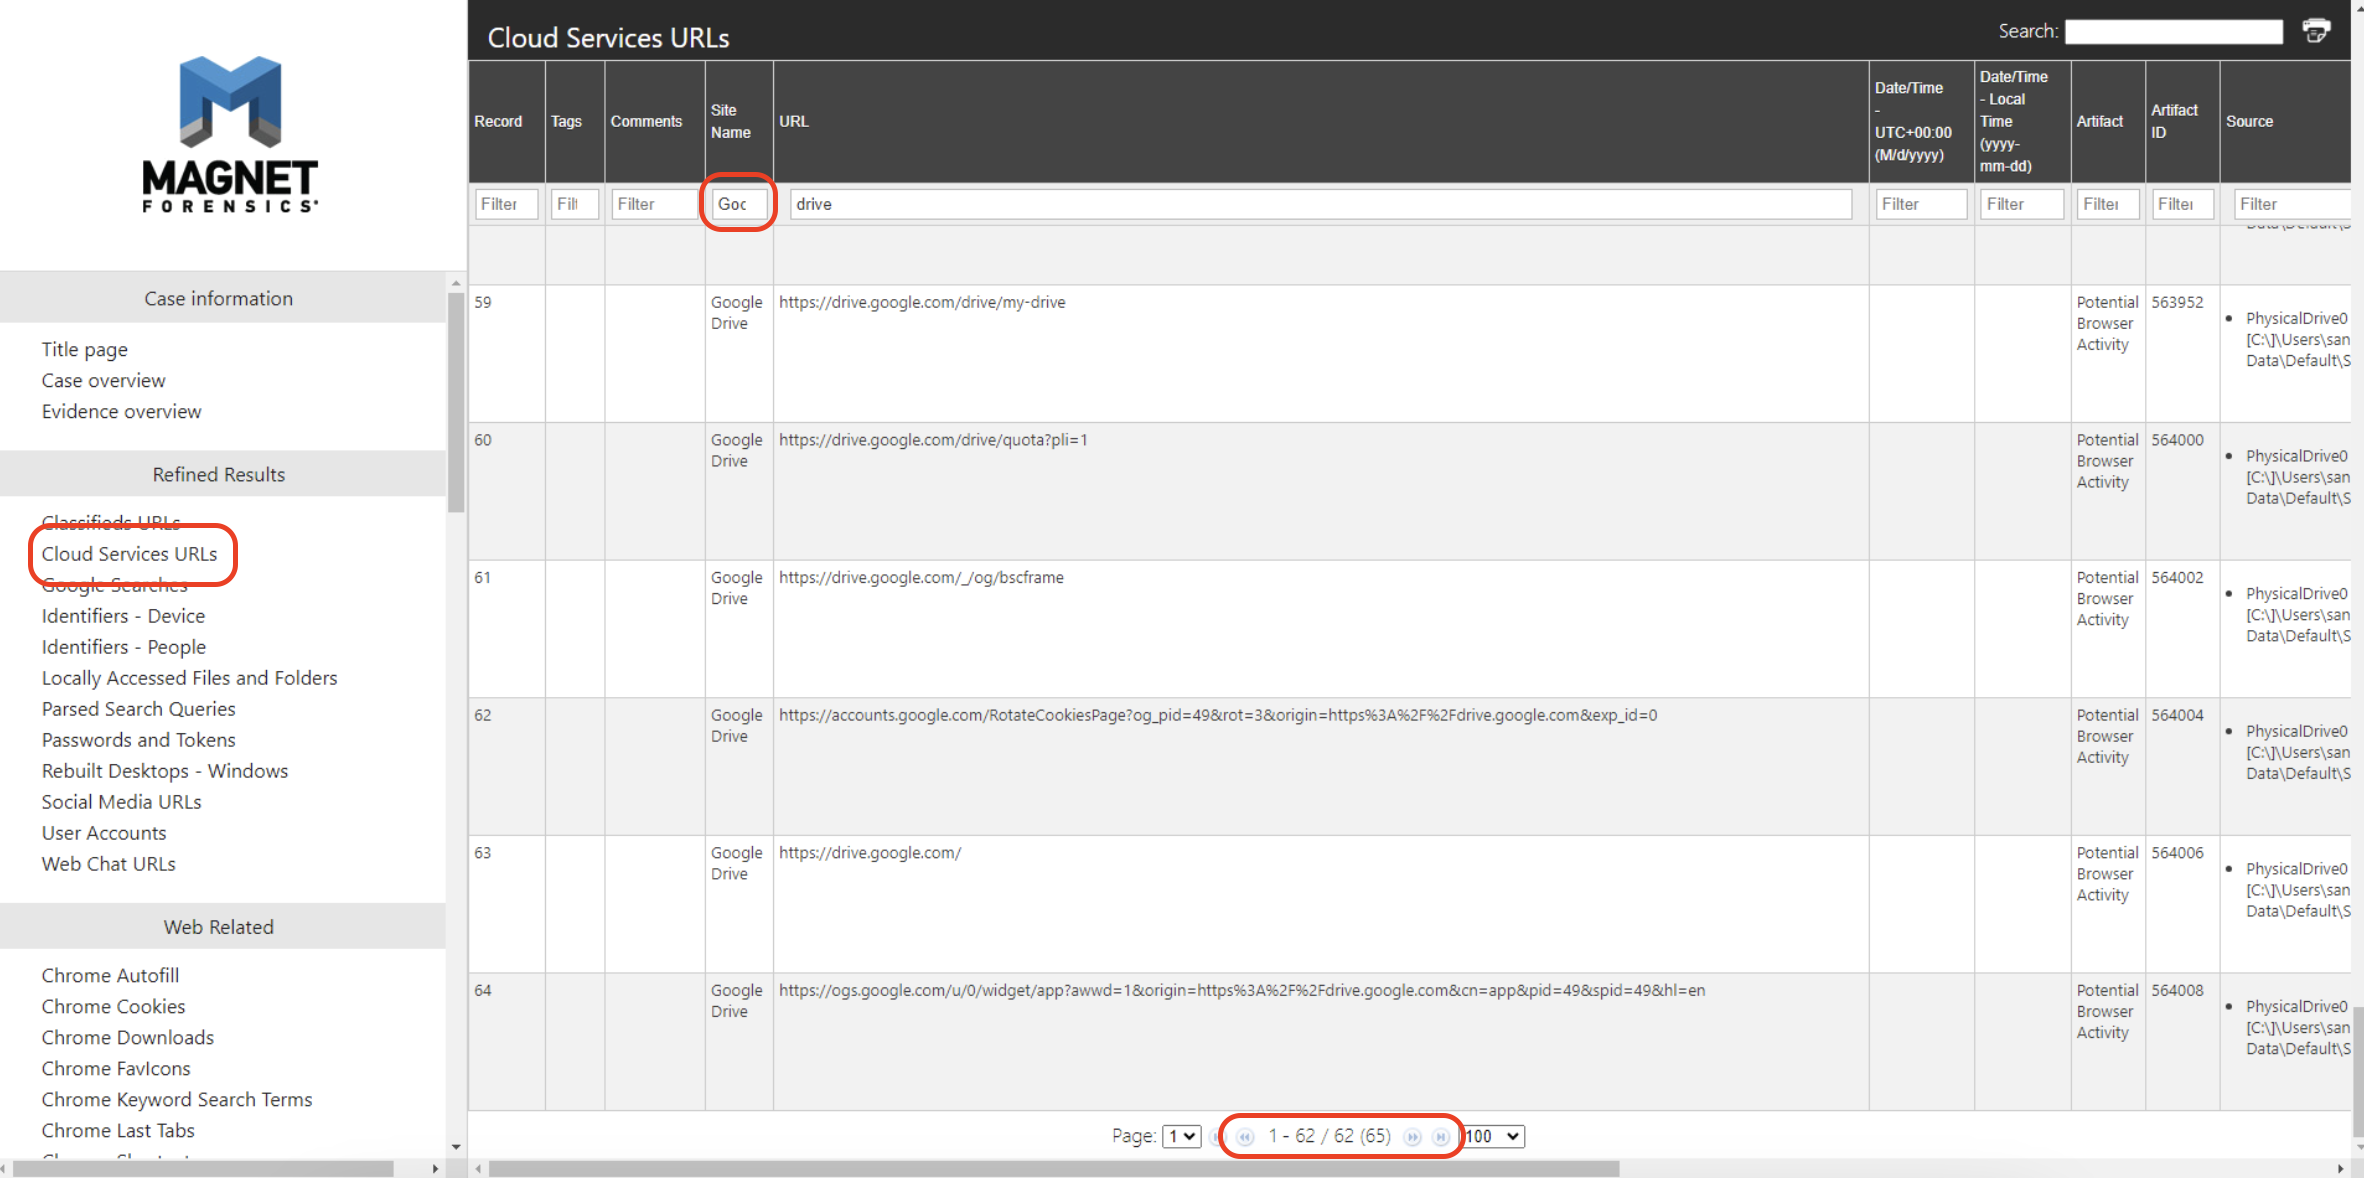 MAGNET
FORENSICS®
Case information
Title page
Case overview
Evidence overview
Refined Results
Classifieds URLs
Cloud Services URLs
Google Searches
Identifiers - Device
Identifiers - People
Locally Accessed Files and Folders
Parsed Search Queries
Passwords and Tokens
Rebuilt Desktops - Windows
Social Media URLs
User Accounts
Web Chat URLs
Web Related
Chrome Autofill
Chrome Cookies
Chrome Downloads
Chrome FavIcons
Chrome Keyword Search Terms
Chrome Last Tabs
Cloud Services URLs
Search:
Record
Tags
Comments
Site
Name
URL
Date/Time
-
UTC+00:00
(M/d/yyyy)
Date/Time
- Local
Time
(yyyy-
mm-dd)
Artifact
Artifact
ID
Source
Filter
Filt
Filter
Goc
drive
Filter
Filter
Filter
Filter
Filter
59
Google
Drive
https://drive.google.com/drive/my-drive
Potential
Browser
Activity
563952
PhysicalDrive0
[C:\]\Users\san
Data\Default\S
60
Google
Drive
https://drive.google.com/drive/quota?pli=1
Potential
Browser
Activity
564000
PhysicalDrive0
[C:\]\Users\san
Data\Default\S
61
Google
Drive
https://drive.google.com/_/og/bscframe
Potential
Browser
Activity
564002
PhysicalDrive0
[C:\]\Users\san
Data\Default\S
62
Google
Drive
https://accounts.google.com/RotateCookiesPage?og_pid=49&rot=3&origin=https%3A%2F%2Fdrive.google.com&exp_id=0
Potential
Browser
Activity
564004
PhysicalDrive0
[C:\]\Users\san
Data\Default\S
63
Google
Drive
https://drive.google.com/
Potential
Browser
Activity
564006
PhysicalDrive0
[C:\]\Users\san
Data\Default\S
64
Google
Drive
https://ogs.google.com/u/0/widget/app?awwd=1&origin=https%3A%2F%2Fdrive.google.com&cn=app&pid=49&spid=49&hl=en
Potential
Browser
Activity
564008
PhysicalDrive0
[C:\]\Users\san
Data\Default\S
Page: 1 1 - 62 / 62 (65) 100